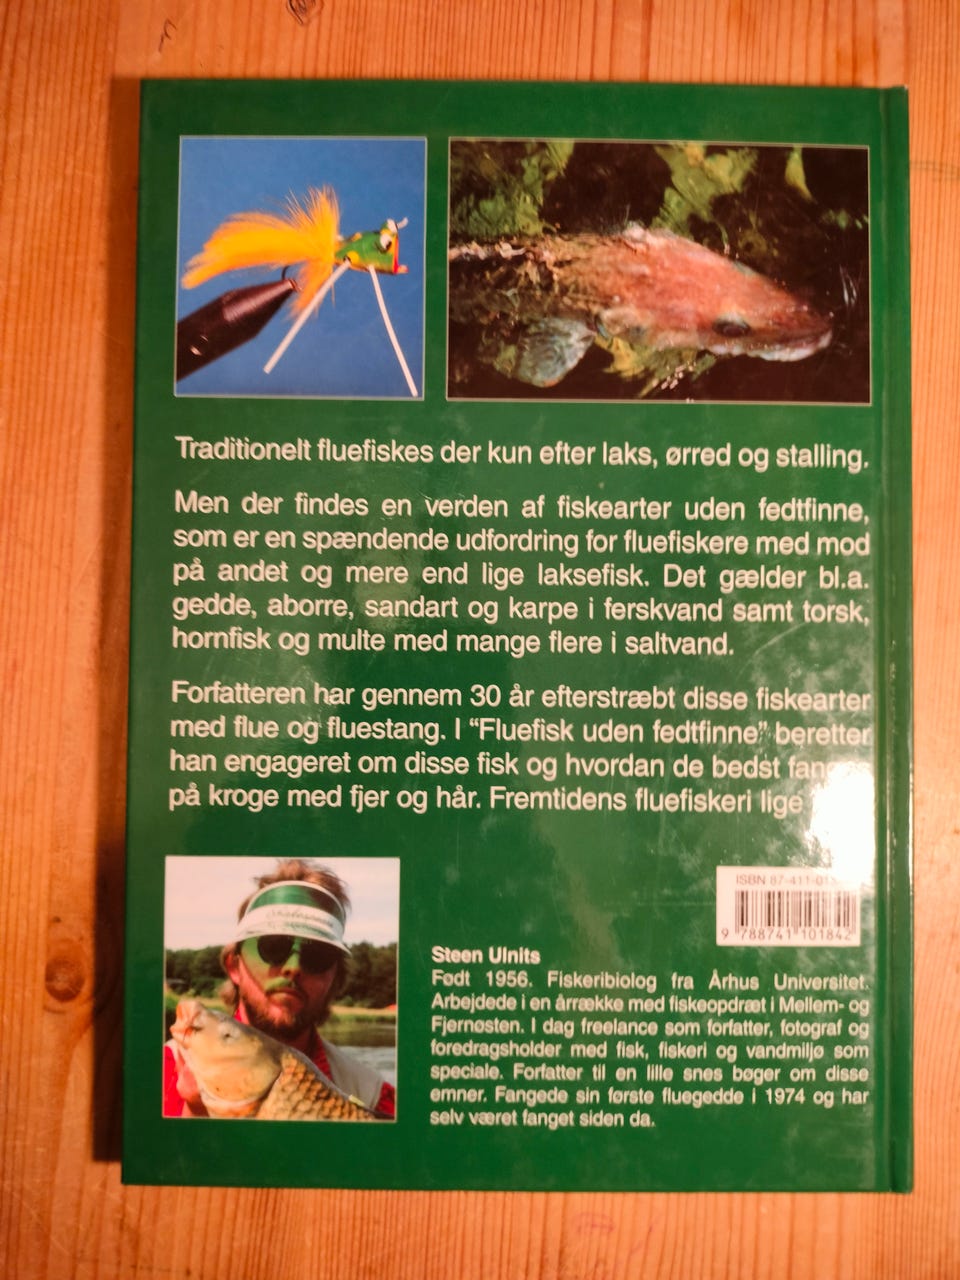 Traditionelt fluefiskes der kun efter laks, ørred og stalling.
Men der findes en verden af fiskearter uden fedtfinne,
som er en spændende udfordring for fluefiskere med mod
på andet og mere end lige laksefisk. Det gælder bl.a.
gedde, aborre, sandart og karpe i ferskvand samt torsk,
hornfisk og multe med mange flere i saltvand.
Forfatteren har gennem 30 år efterstræbt disse fiskearter
med flue og fluestang. I “Fluefisk uden fedtfinne” beretter
han engageret om disse fisk og hvordan de bedst
på kroge med fjer og hår. Fremtidens fluefiskeri lige
ISBN 87-411-01
9 788741 101842
Steen Ulnits
Født 1956. Fiskeribiolog fra Århus Universitet.
Arbejdede i en årrække med fiskeopdræt i Mellem- og
Fjernosten. I dag freelance som forfatter, fotograf og
foredragsholder med fisk, fiskeri og vandmiljø som
speciale. Forfatter til en lille snes bøger om disse
emner. Fangede sin første fluegedde i 1974 og har
selv været fanget siden da.